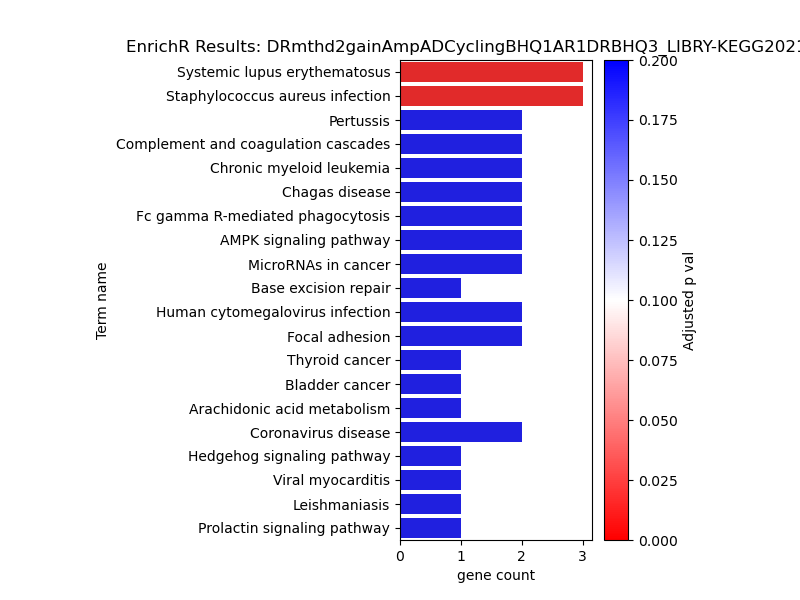 EnrichR Results: DRmthd2gainAmpADCyclingBHQ1AR1DRBHQ3_LIBRY-KEGG2021
Systemic lupus erythematosus
Staphylococcus aureus infection
Pertussis
Complement and coagulation cascades
Chronic myeloid leukemia
Chagas disease
Fc gamma R-mediated phagocytosis
AMPK signaling pathway
MicroRNAs in cancer
Base excision repair
Human cytomegalovirus infection
Focal adhesion
Thyroid cancer
Bladder cancer
Arachidonic acid metabolism
Coronavirus disease
Hedgehog signaling pathway
Viral myocarditis
Leishmaniasis
Prolactin signaling pathway
Term name
0 1 2 3
gene count
0.200
0.175
0.150
0.125
0.100
0.075
0.050
0.025
0.000
Adjusted p val